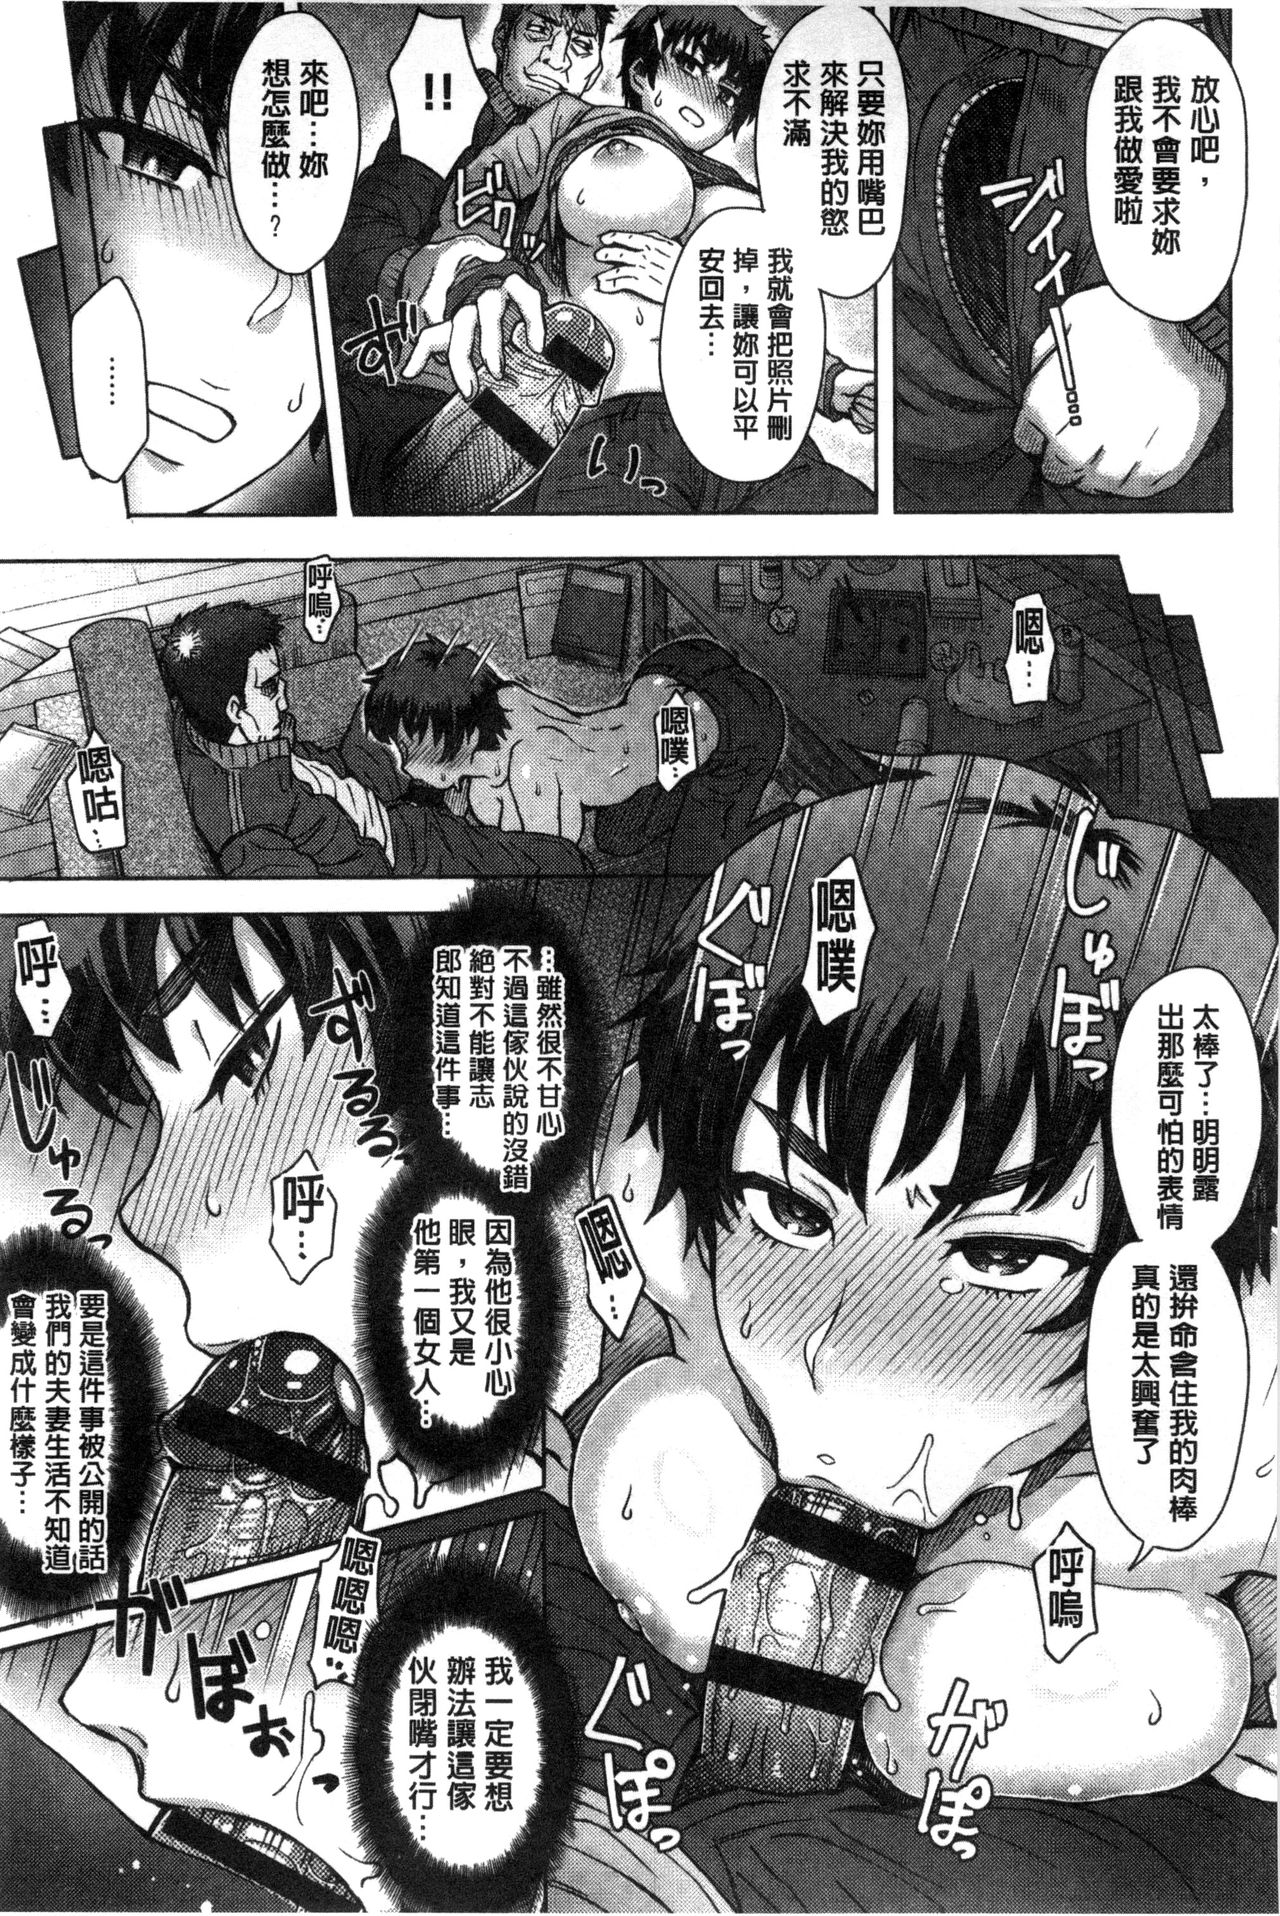 放心吧，
我不會要求妳
跟我做愛啦
ジィィ…
只要妳用嘴巴
來解決我的慾
求不滿
我就會把照片刪
掉，讓妳可以平
安回去…
!!
ビクッ
ずいっ
來吧…妳
想怎麼做…？
……
嗯…
呼嗚…
嗯噗…
嗯咕…
じゅぼっ
嗯噗
ぐぼっ
太棒了…明明露
出那麼可怕的表情
還拚命含住我的肉棒
真的是太興奮了
嗯…
呼嗚
がぽがぽ
ぐぽっ
…雖然很不甘心
不過這傢伙說的沒錯
絕對不能讓志
郎知道這件事…
因為他很小心
眼，我又是
他第一個女人…
ずるるっ
呼…
呼…
じゅるっ
要是這件事被公開的話
我們的夫妻生活不知道
會變成什麼樣子…
嗯嗯嗯…
がぼぉ
我一定要想
辦法讓這傢
伙閉嘴才行…